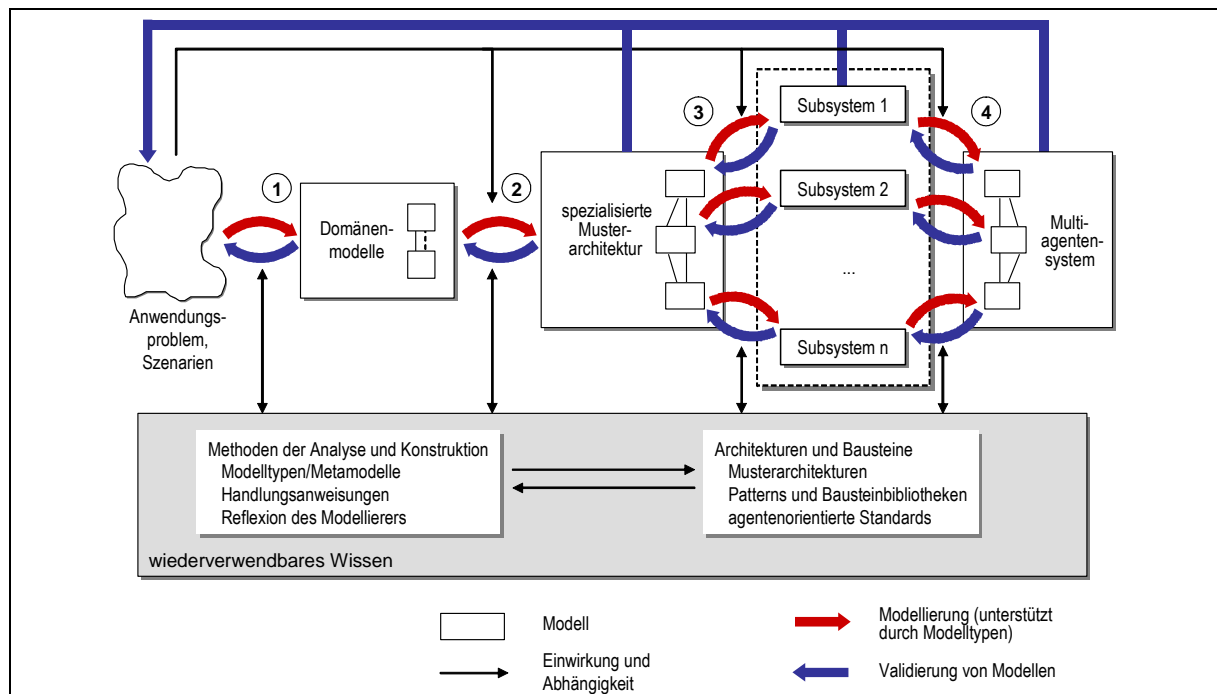 Subsystem 1
3
4
1
2
Subsystem 2
Domänen-
modelle
spezialisierte
Muster-
architektur
Multi-
agenten-
system
...
Anwendungs-
problem,
Szenarien
Subsystem n
Methoden der Analyse und Konstruktion
Modelltypen/Metamodelle
Handlungsanweisungen
Reflexion des Modellierers
Architekturen und Bausteine
Musterarchitekturen
Patterns und Bausteinbibliotheken
agentenorientierte Standards
wiederverwendbares Wissen
Modell
Einwirkung und
Abhängigkeit
Modellierung (unterstützt
durch Modelltypen)
Validierung von Modellen